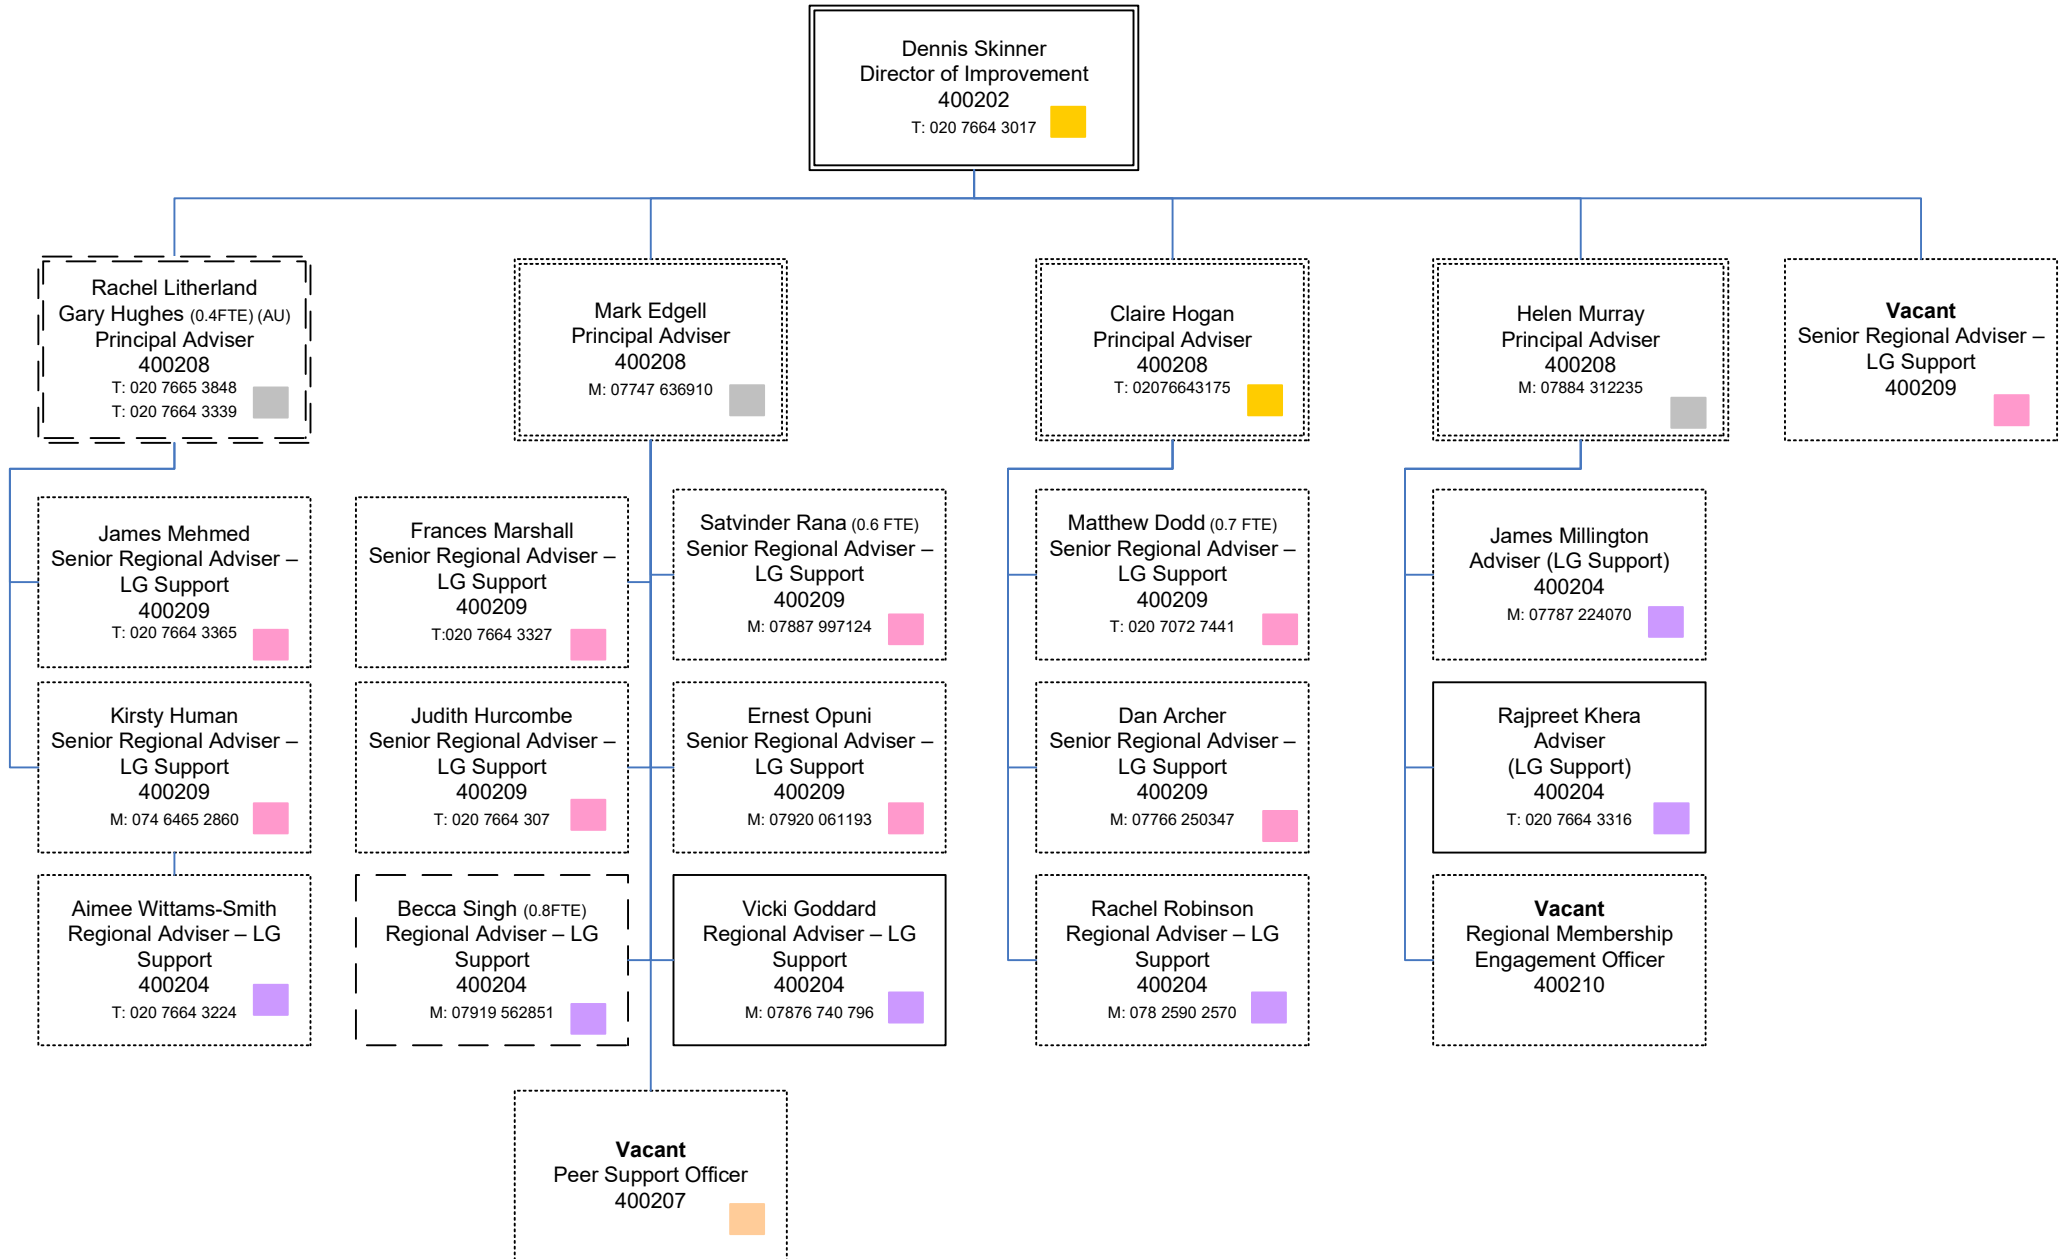 Dennis Skinner
Director of Improvement
400202
T: 020 7664 3017
Rachel Litherland
Gary Hughes (0.4FTE) (AU)
Principal Adviser
400208
T: 020 7665 3848
T: 020 7664 3339
Mark Edgell
Principal Adviser
400208
M: 07747 636910
Claire Hogan
Principal Adviser
400208
T: 02076643175
Helen Murray
Principal Adviser
400208
M: 07884 312235
Vacant
Senior Regional Adviser –
LG Support
400209
James Mehmed
Senior Regional Adviser –
LG Support
400209
T: 020 7664 3365
Frances Marshall
Senior Regional Adviser –
LG Support
400209
T:020 7664 3327
Satvinder Rana (0.6 FTE)
Senior Regional Adviser –
LG Support
400209
M: 07887 997124
Matthew Dodd (0.7 FTE)
Senior Regional Adviser –
LG Support
400209
T: 020 7072 7441
James Millington
Adviser (LG Support)
400204
M: 07787 224070
Kirsty Human
Senior Regional Adviser –
LG Support
400209
M: 074 6465 2860
Judith Hurcombe
Senior Regional Adviser –
LG Support
400209
T: 020 7664 307
Ernest Opuni
Senior Regional Adviser –
LG Support
400209
M: 07920 061193
Dan Archer
Senior Regional Adviser –
LG Support
400209
M: 07766 250347
Rajpreet Khera
Adviser
(LG Support)
400204
T: 020 7664 3316
Aimee Wittams-Smith
Regional Adviser – LG
Support
400204
T: 020 7664 3224
Becca Singh (0.8FTE)
Regional Adviser – LG
Support
400204
M: 07919 562851
Vicki Goddard
Regional Adviser – LG
Support
400204
M: 07876 740 796
Rachel Robinson
Regional Adviser – LG
Support
400204
M: 078 2590 2570
Vacant
Regional Membership
Engagement Officer
400210
Vacant
Peer Support Officer
400207